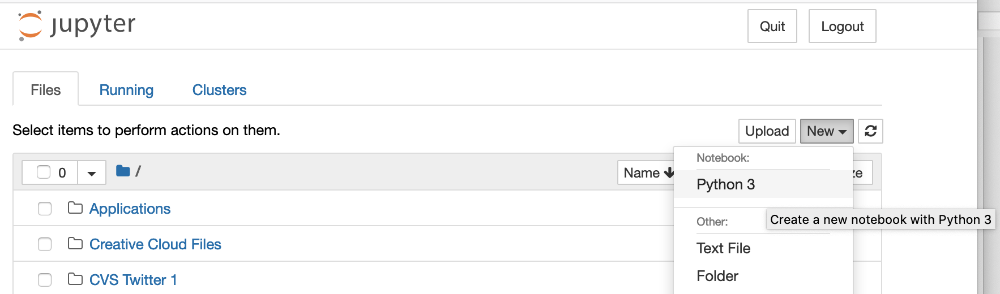 jupyter
Quit
Logout
Files
Running
Clusters
Select items to perform actions on them.
Upload
New
0
/
Name
ze
Notebook:
Python 3
Applications
Other:
Create a new notebook with Python 3
Creative Cloud Files
Text File
CVS Twitter 1
Folder